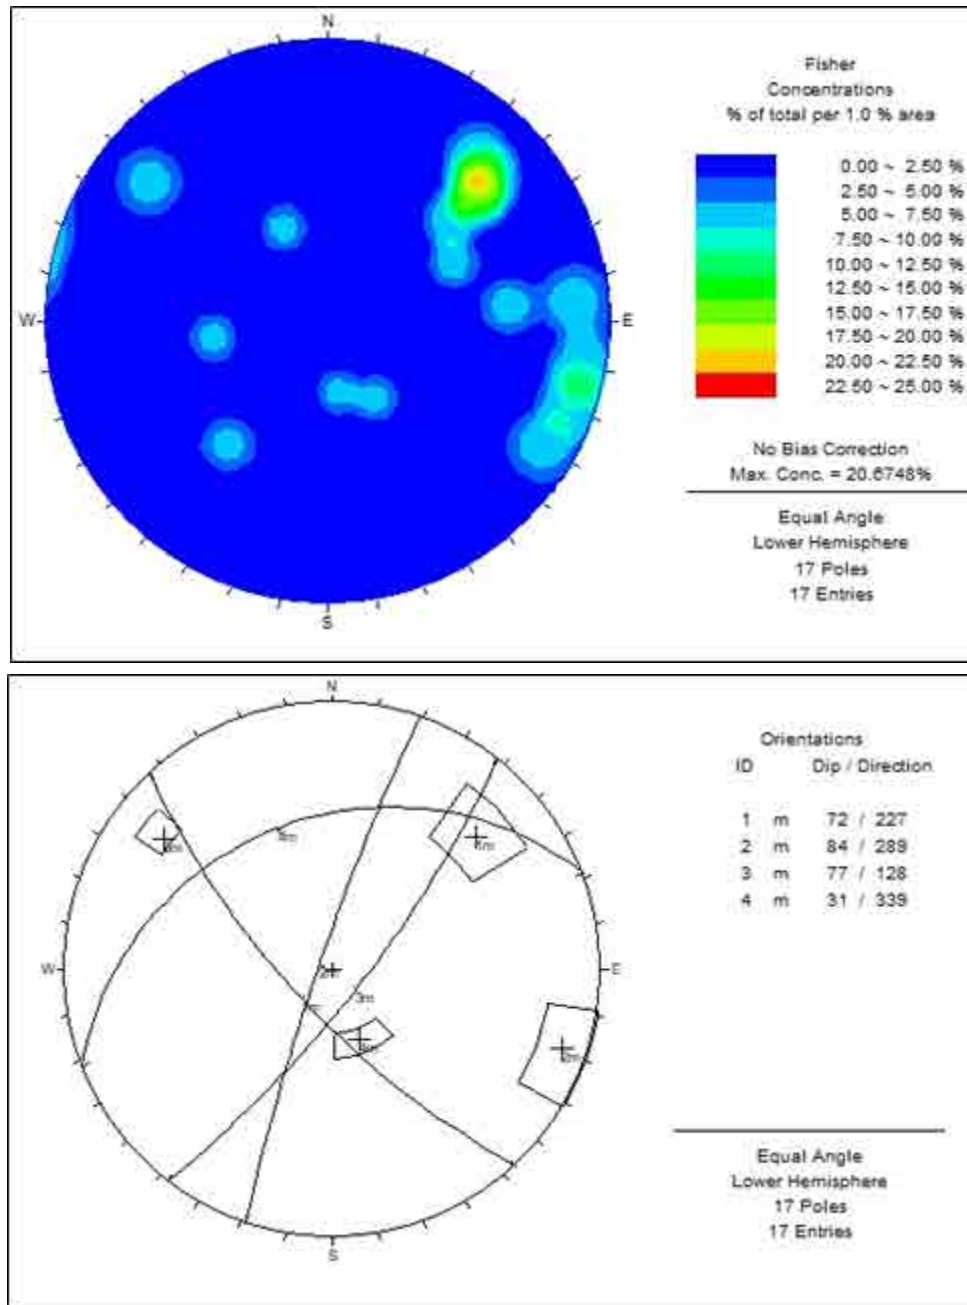 N
W
E
S
Fisher
Concentrations
% of total per 1.0 % area
0.00 ~ 2.50 %
2.50 ~ 5.00 %
5.00 ~ 7.50 %
7.50 ~ 10.00 %
10.00 ~ 12.50 %
12.50 ~ 15.00 %
15.00 ~ 17.50 %
17.50 ~ 20.00 %
20.00 ~ 22.50 %
22.50 ~ 25.00 %
No Bias Correction
Max. Conc. = 20.6748%
Equal Angle
Lower Hemisphere
17 Poles
17 Entries
N
W
E
S
4m
1m
3m
2m
Orientations
ID Dip / Direction
1 m 72 / 227
2 m 84 / 289
3 m 77 / 128
4 m 31 / 339
Equal Angle
Lower Hemisphere
17 Poles
17 Entries